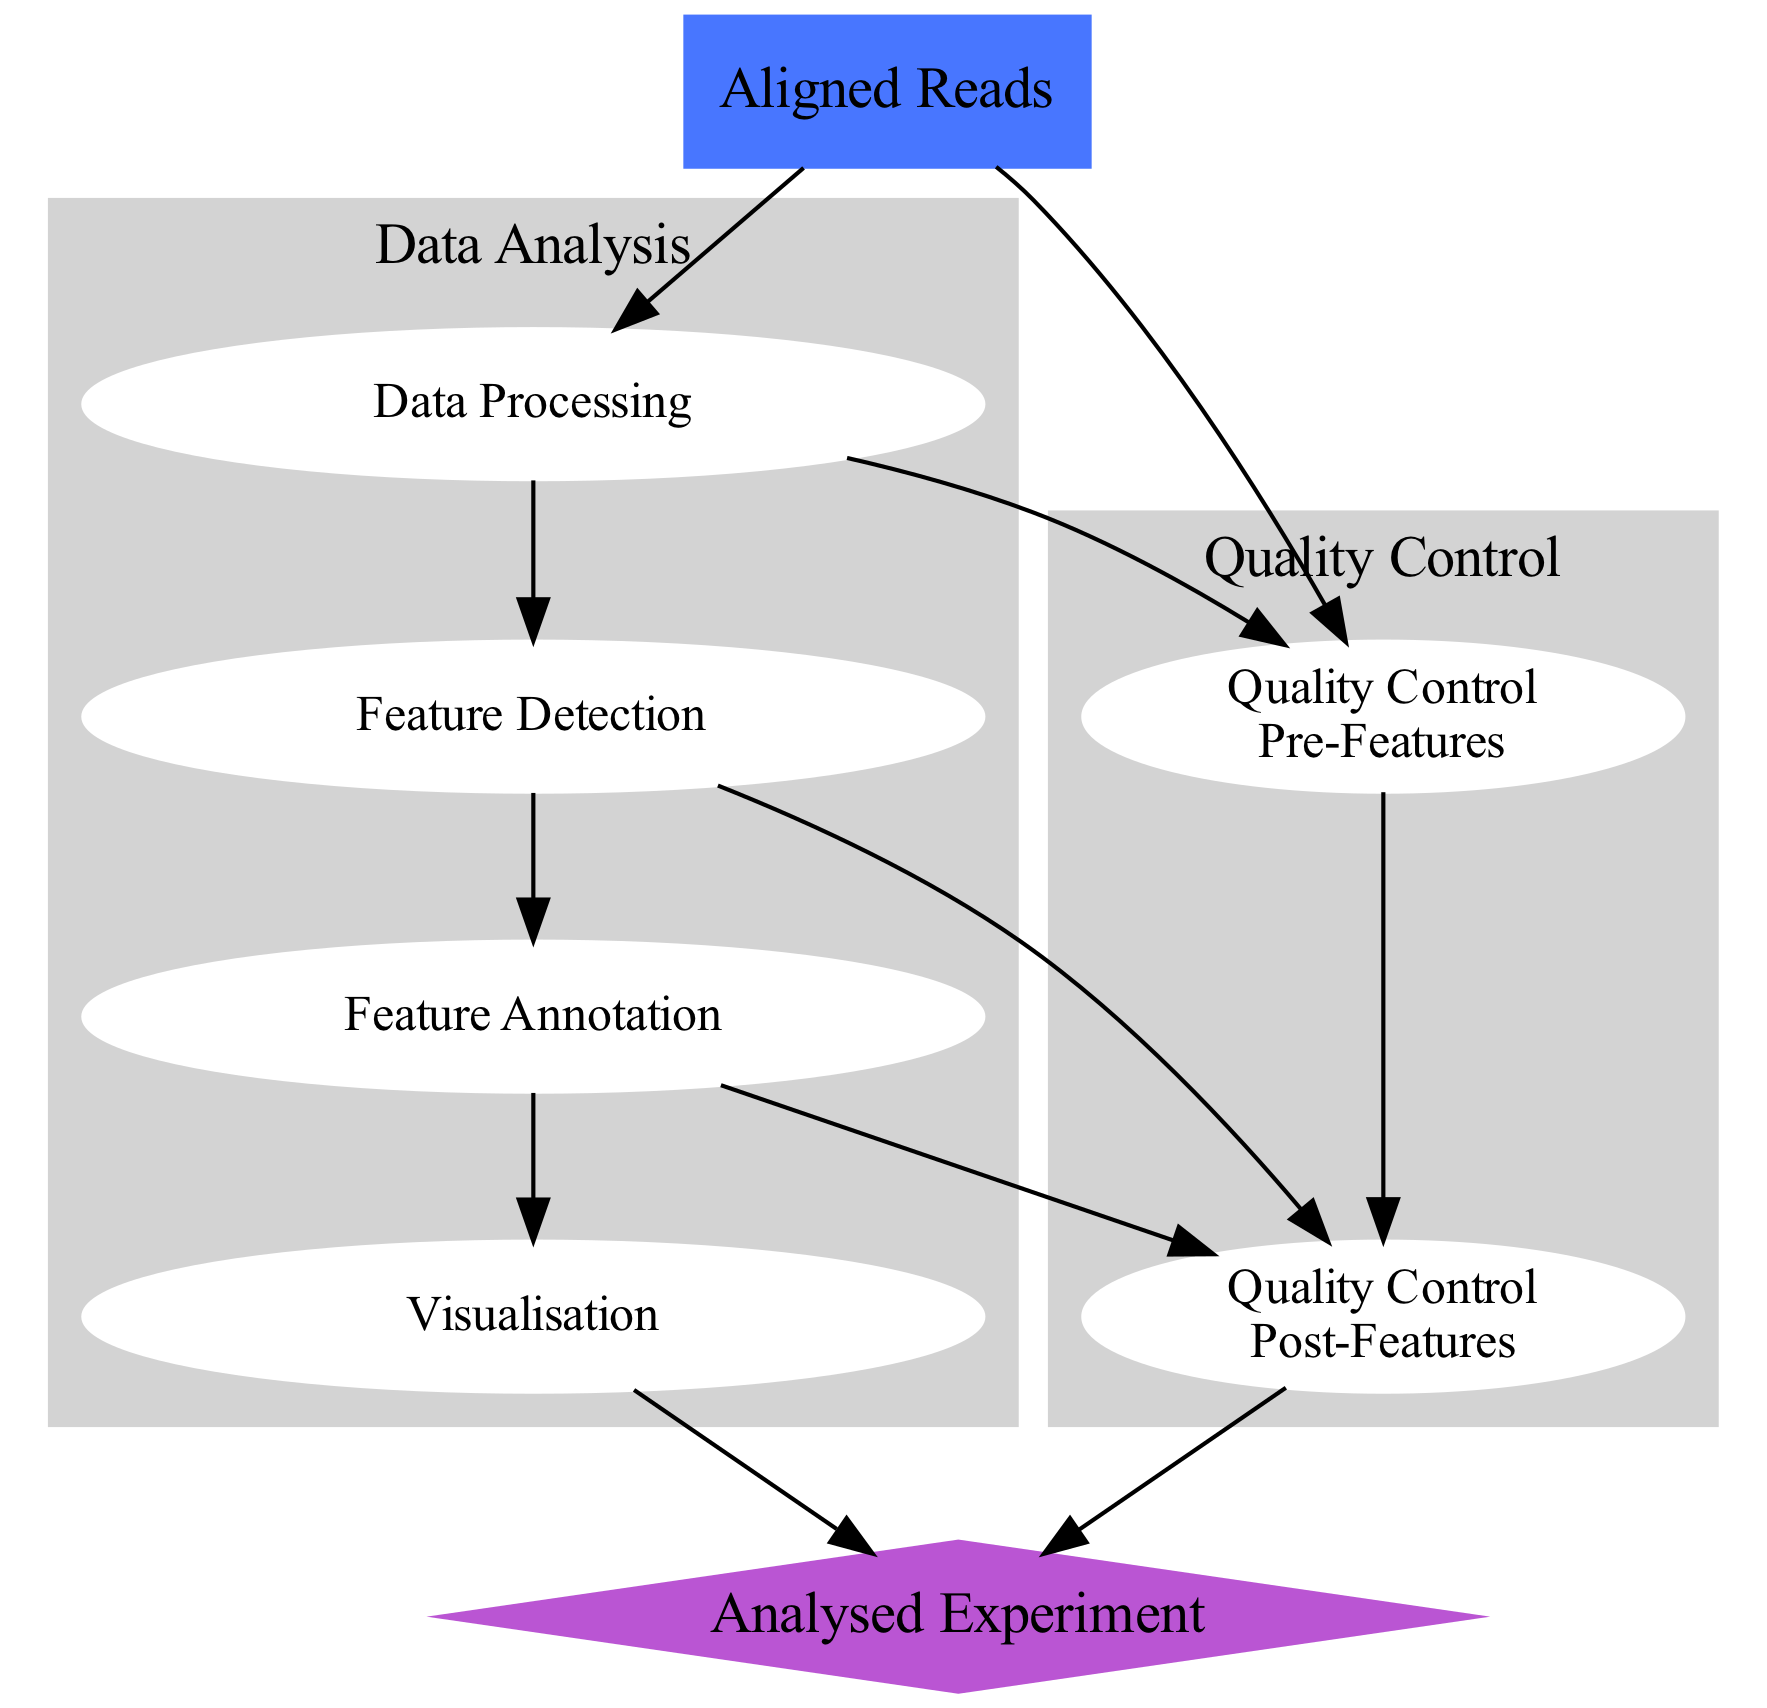 Aligned Reads
Data Analysis
Data Processing
Quality Control
Feature Detection
Quality Control
Pre-Features
Feature Annotation
Visualisation
Quality Control
Post-Features
Analysed Experiment